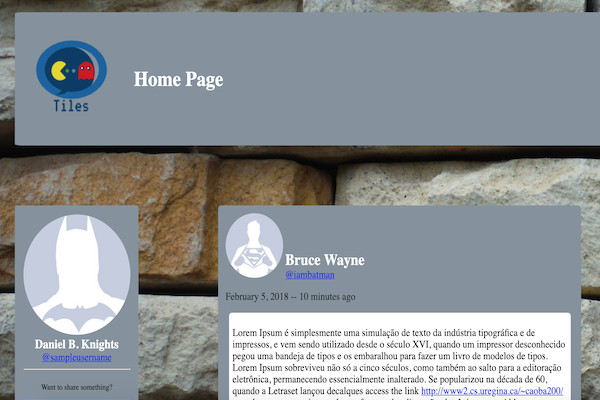 Tiles
Home Page
Daniel B. Knights
@sampleusername
Want to share something?
Bruce Wayne
@iambatman
February 5, 2018 -- 10 minutes ago
Lorem Ipsum é simplesmente uma simulação de texto da indústria tipográfica e de
impressos, e vem sendo utilizado desde o século XVI, quando um impressor desconhecido
pegou uma bandeja de tipos e os embaralhou para fazer um livro de modelos de tipos.
Lorem Ipsum sobreviveu não só a cinco séculos, como também ao salto para a editoração
eletrônica, permanecendo essencialmente inalterado. Se popularizou na década de 60,
quando a Letraset lançou decalques access the link http://www2.cs.uregina.ca/~caoba200/